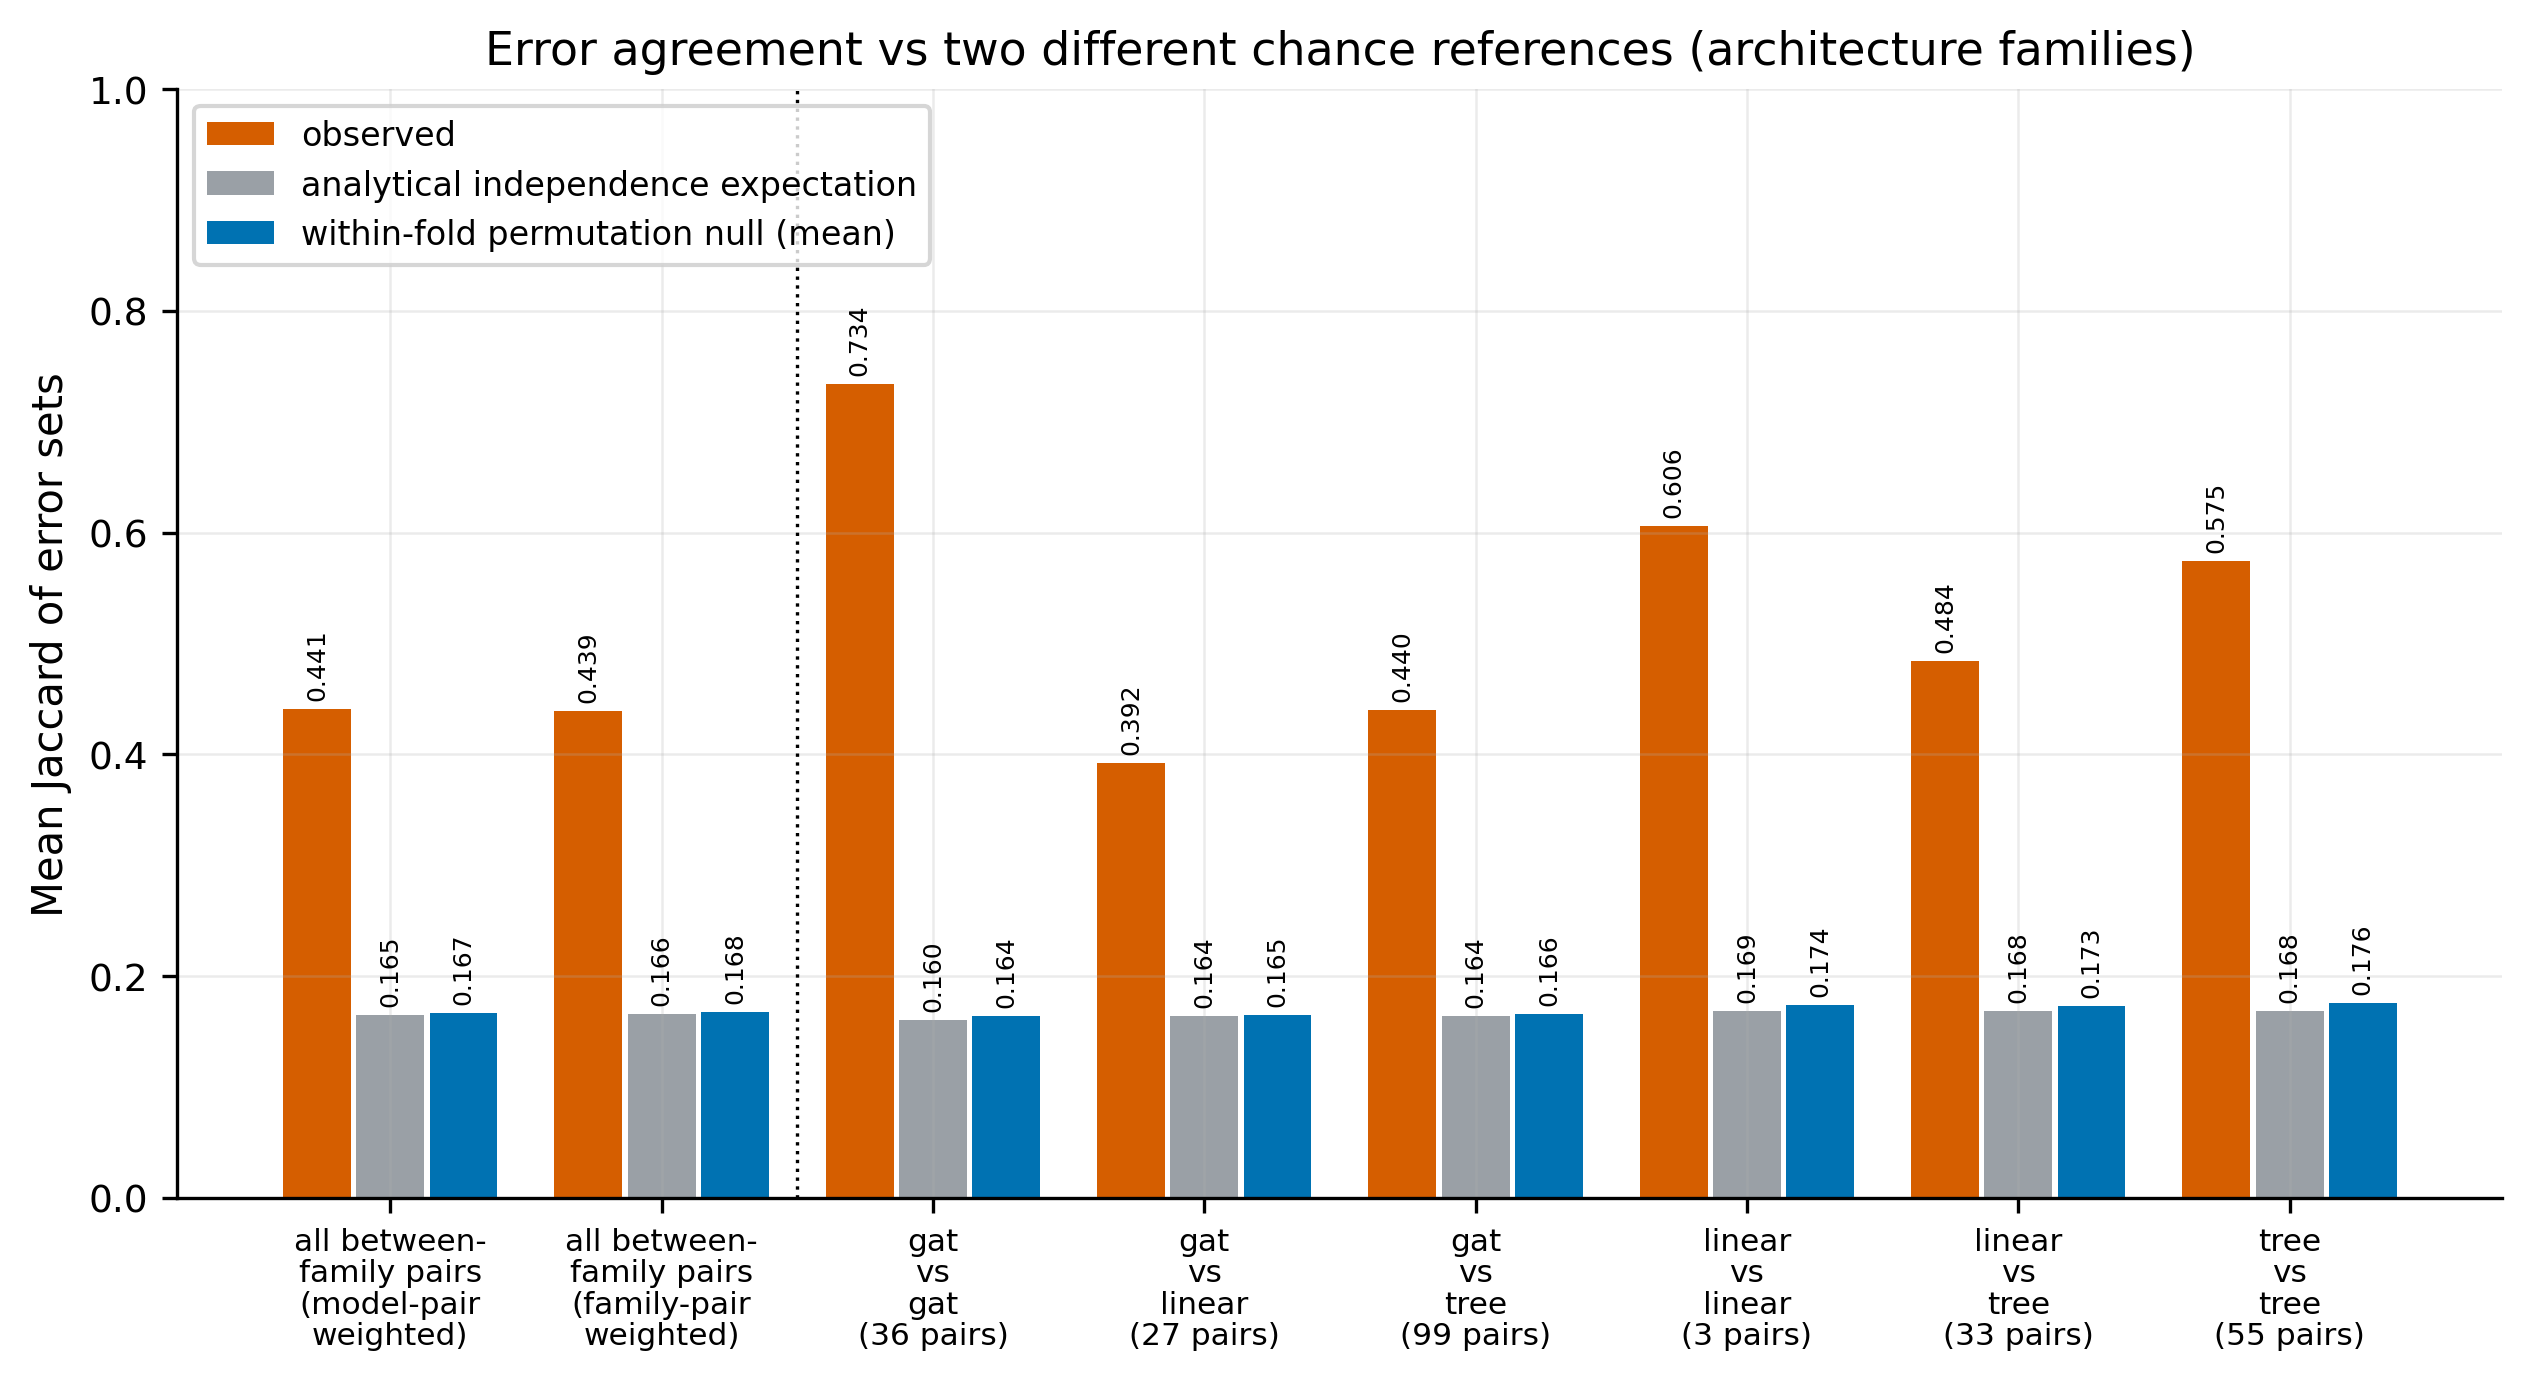 Error agreement vs two different chance references (architecture families)
Mean Jaccard of error sets
1.0
0.8
0.6
0.4
0.2
0.0
observed
analytical independence expectation
within-fold permutation null (mean)
0.441
0.165
0.167
0.439
0.166
0.168
0.734
0.160
0.164
0.392
0.164
0.165
0.440
0.164
0.166
0.606
0.169
0.174
0.484
0.168
0.173
0.575
0.168
0.176
all between-
family pairs
(model-pair
weighted)
all between-
family pairs
(family-pair
weighted)
gat
vs
gat
(36 pairs)
gat
vs
linear
(27 pairs)
gat
vs
tree
(99 pairs)
linear
vs
linear
(3 pairs)
linear
vs
tree
(33 pairs)
tree
vs
tree
(55 pairs)